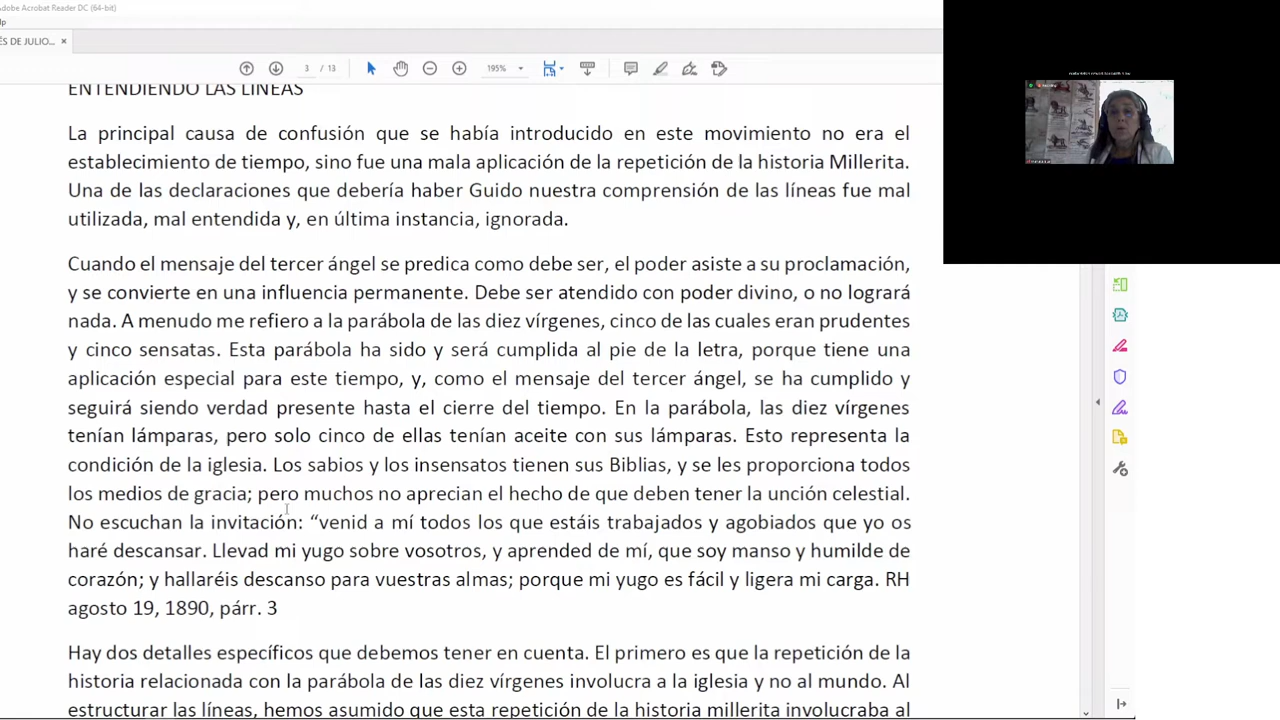 Adobe Acrobat Reader DC (64-bit)
lp
ÉS DE JULIO... ×
3 / 13
195%
ENTENDIENDO LAS LINEAS
La principal causa de confusión que se había introducido en este movimiento no era el
establecimiento de tiempo, sino fue una mala aplicación de la repetición de la historia Millerita.
Una de las declaraciones que debería haber Guido nuestra comprensión de las líneas fue mal
utilizada, mal entendida y, en última instancia, ignorada.
Cuando el mensaje del tercer ángel se predica como debe ser, el poder asiste a su proclamación,
y se convierte en una influencia permanente. Debe ser atendido con poder divino, o no logrará
nada. A menudo me refiero a la parábola de las diez vírgenes, cinco de las cuales eran prudentes
y cinco sensatas. Esta parábola ha sido y será cumplida al pie de la letra, porque tiene una
aplicación especial para este tiempo, y, como el mensaje del tercer ángel, se ha cumplido y
seguirá siendo verdad presente hasta el cierre del tiempo. En la parábola, las diez vírgenes
tenían lámparas, pero solo cinco de ellas tenían aceite con sus lámparas. Esto representa la
condición de la iglesia. Los sabios y los insensatos tienen sus Biblias, y se les proporciona todos
los medios de gracia; pero muchos no aprecian el hecho de que deben tener la unción celestial.
No escuchan la invitación: “venid a mí todos los que estáis trabajados y agobiados que yo os
haré descansar. Llevad mi yugo sobre vosotros, y aprended de mí, que soy manso y humilde de
corazón; y hallaréis descanso para vuestras almas; porque mi yugo es fácil y ligera mi carga. RH
agosto 19, 1890, párr. 3
Hay dos detalles específicos que debemos tener en cuenta. El primero es que la repetición de la
historia relacionada con la parábola de las diez vírgenes involucra a la iglesia y no al mundo. Al
estructurar las líneas, hemos asumido que esta repetición de la historia millerita involucraba al